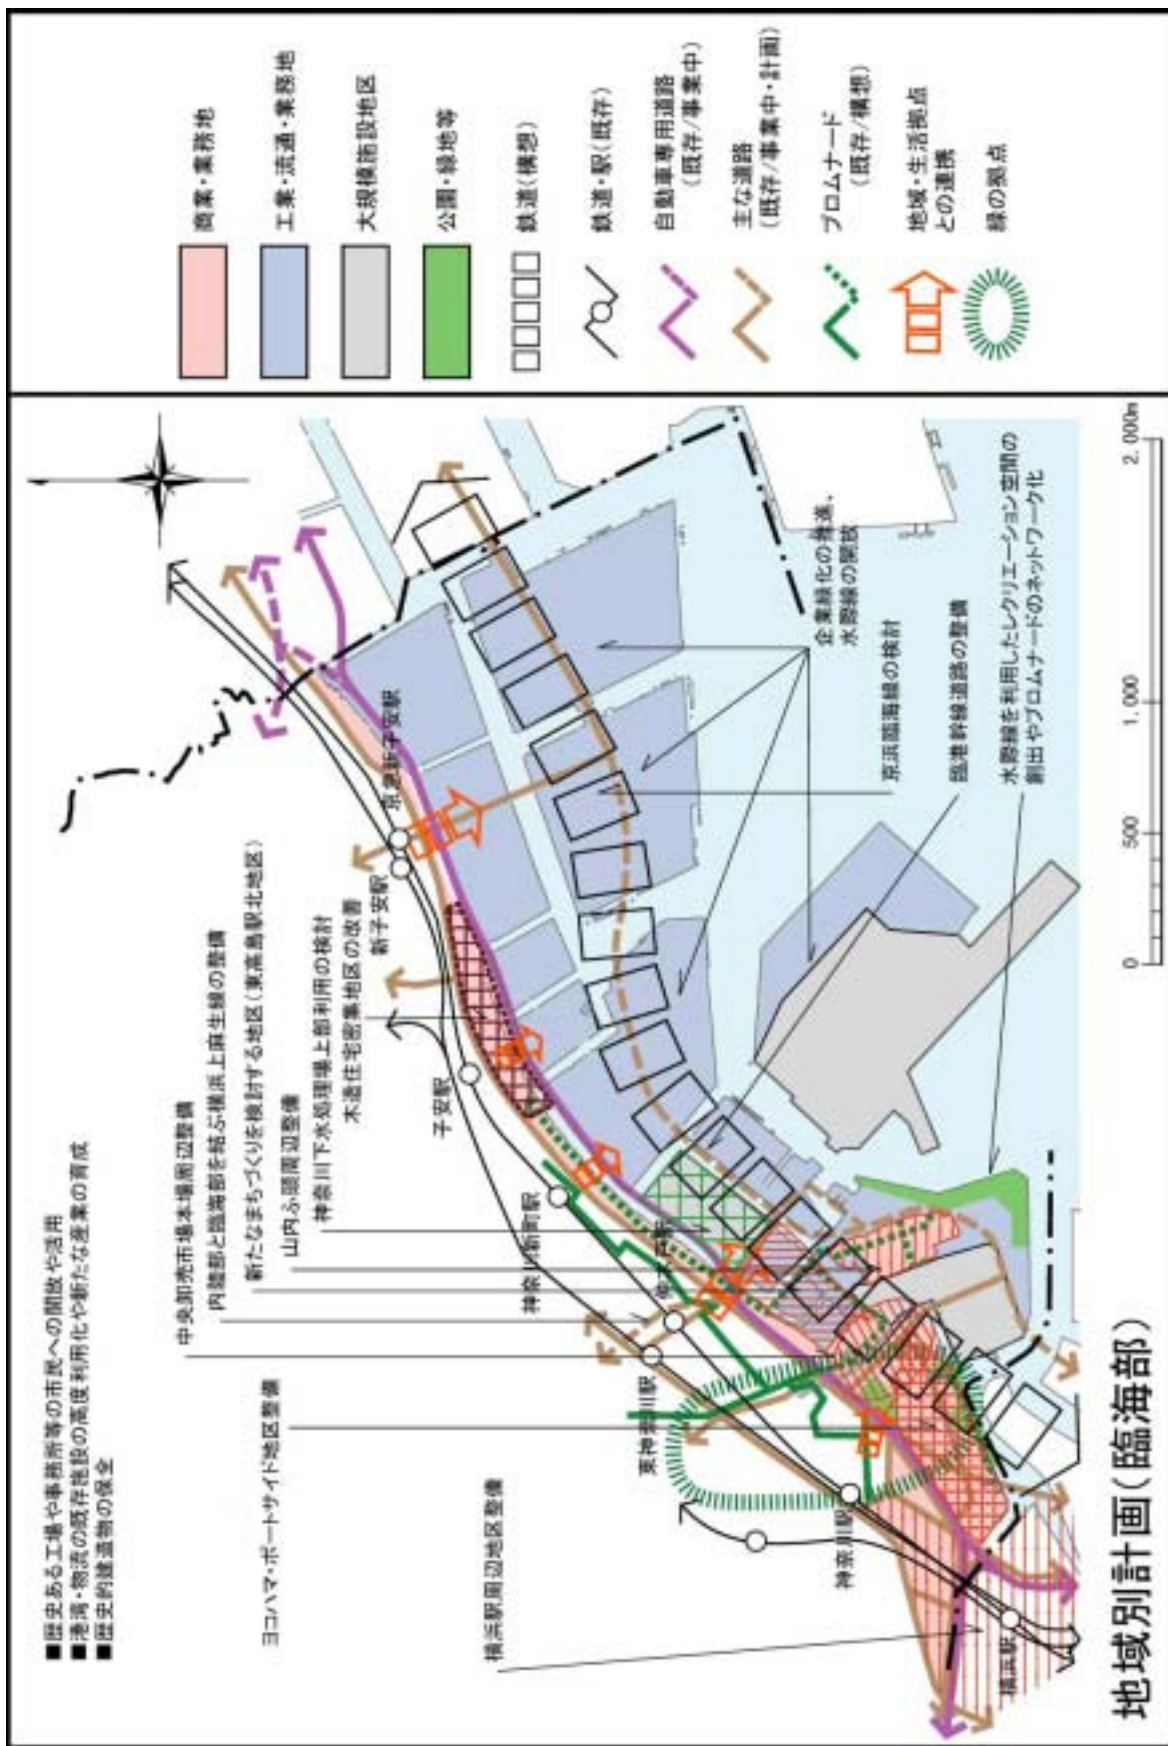 ■歴史ある工場や事務所等の市民への開放や活用
■港湾・物流の既存施設の高度利用化や新たな産業の育成
■歴史的建造物の保全
中央卸売市場本場周辺整備
内陸部と臨海部を結ぶ横浜上麻生線の整備
新たなまちづくりを検討する地区(東高島駅北地区)
山内ふ頭周辺整備
神奈川下水処理場上部利用の検討
木造住宅密集地区の改善
ヨコハマ・ポートサイド地区整備
横浜駅周辺地区整備
京急新子安駅
新子安駅
子安駅
神奈川新町駅
仲木戸駅
東神奈川駅
神奈川駅
横浜駅
企業緑化の推進、
水際線の開放
京浜臨海線の検討
臨港幹線道路の整備
水際線を利用したレクリエーション空間の
創出やプロムナードのネットワーク化
0
500
1,000
2,000m
地域別計画(臨海部)
商業・業務地
工業・流通・業務地
大規模施設地区
公園・緑地等
鉄道(構想)
鉄道・駅(既存)
自動車専用道路
(既存/事業中)
主な道路
(既存/事業中・計画)
プロムナード
(既存/構想)
地域・生活拠点
との連携
緑の拠点